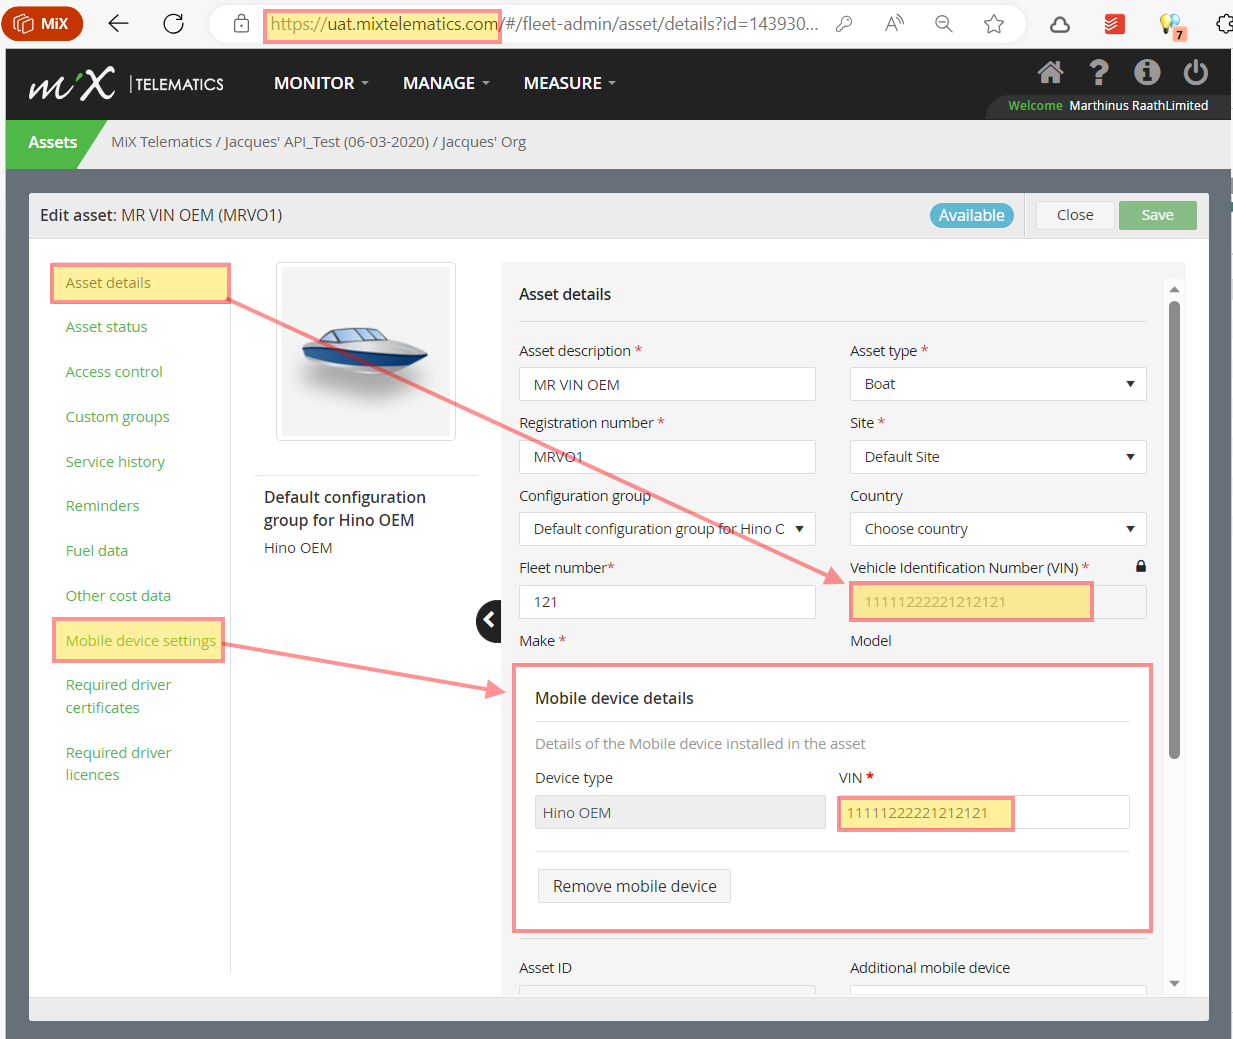 MiX
https://uat.mixtelematics.com/#/fleet-admin/asset/details?id=143930...
7
MiX TELEMATICS
MONITOR
MANAGE
MEASURE
Welcome Marthinus RaathLimited
Assets
MiX Telematics / Jacques' API_Test (06-03-2020) / Jacques' Org
Edit asset: MR VIN OEM (MRVO1)
Available
Close
Save
Asset details
Asset status
Access control
Custom groups
Service history
Reminders
Fuel data
Other cost data
Mobile device settings
Required driver
certificates
Required driver
licences
Default configuration
group for Hino OEM
Hino OEM
Asset details
Asset description *
Asset type *
MR VIN OEM
Boat
Registration number *
Site *
MRVO1
Default Site
Configuration group
Country
Default configuration group for Hino O
Choose country
Fleet number*
Vehicle Identification Number (VIN) *
121
11111222221212121
Make *
Model
Mobile device details
Details of the Mobile device installed in the asset
Device type
VIN *
Hino OEM
11111222221212121
Remove mobile device
Asset ID
Additional mobile device